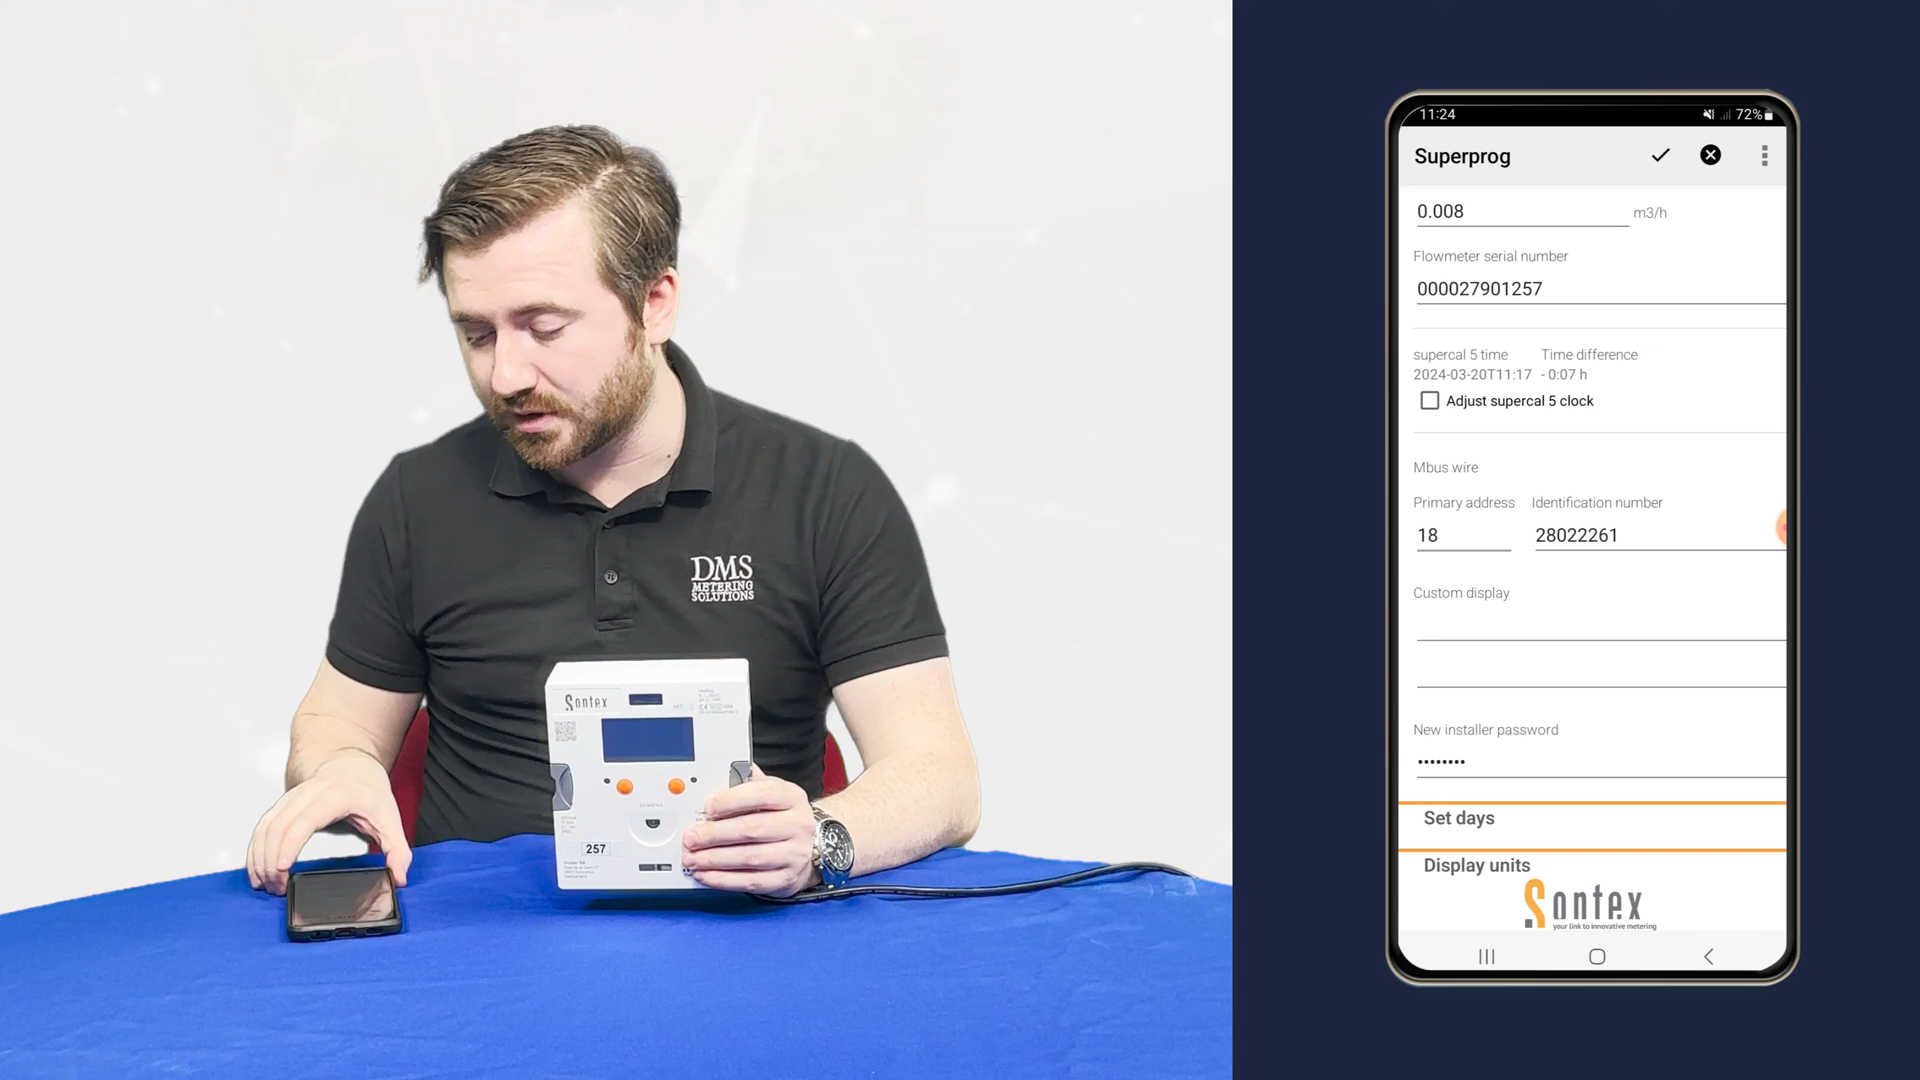 DMS
METERING
SOLUTIONS
Sontex
257
11:24
72%
Superprog
0.008 m3/h
Flowmeter serial number
000027901257
supercal 5 time Time difference
2024-03-20T11:17 - 0:07 h
Adjust supercal 5 clock
Mbus wire
Primary address Identification number
18 28022261
Custom display
New installer password
••••••••
Set days
Display units
Sontex
your link to innovative metering